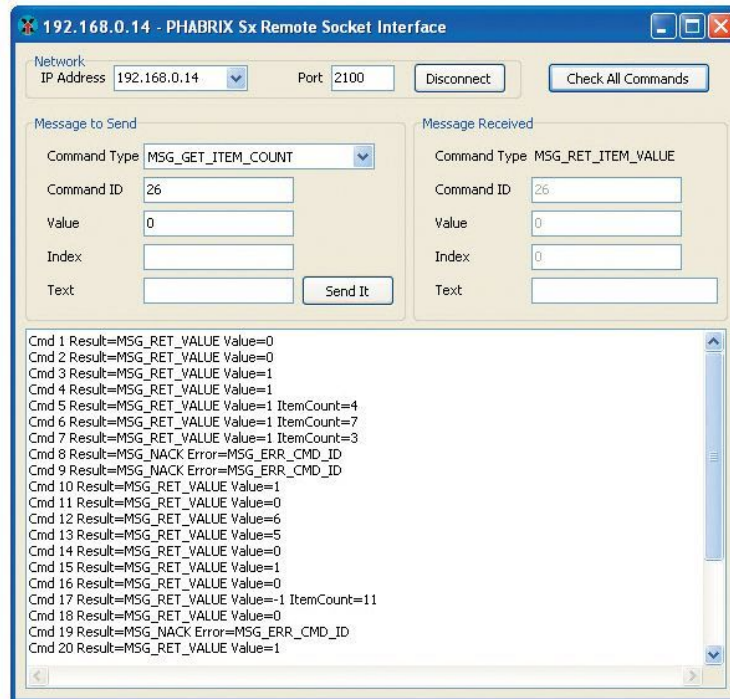 192.168.0.14 - PHABRIX Sx Remote Socket Interface
Network
IP Address 192.168.0.14 Port 2100 Disconnect Check All Commands
Message to Send
Command Type MSG_GET_ITEM_COUNT
Command ID 26
Value 0
Index
Text Send It
Message Received
Command Type MSG_RET_ITEM_VALUE
Command ID 26
Value 0
Index 0
Text
Cmd 1 Result=MSG_RET_VALUE Value=0
Cmd 2 Result=MSG_RET_VALUE Value=0
Cmd 3 Result=MSG_RET_VALUE Value=1
Cmd 4 Result=MSG_RET_VALUE Value=1
Cmd 5 Result=MSG_RET_VALUE Value=1 ItemCount=4
Cmd 6 Result=MSG_RET_VALUE Value=1 ItemCount=7
Cmd 7 Result=MSG_RET_VALUE Value=1 ItemCount=3
Cmd 8 Result=MSG_NACK Error=MSG_ERR_CMD_ID
Cmd 9 Result=MSG_NACK Error=MSG_ERR_CMD_ID
Cmd 10 Result=MSG_RET_VALUE Value=1
Cmd 11 Result=MSG_RET_VALUE Value=0
Cmd 12 Result=MSG_RET_VALUE Value=6
Cmd 13 Result=MSG_RET_VALUE Value=5
Cmd 14 Result=MSG_RET_VALUE Value=0
Cmd 15 Result=MSG_RET_VALUE Value=1
Cmd 16 Result=MSG_RET_VALUE Value=0
Cmd 17 Result=MSG_RET_VALUE Value=-1 ItemCount=11
Cmd 18 Result=MSG_RET_VALUE Value=0
Cmd 19 Result=MSG_NACK Error=MSG_ERR_CMD_ID
Cmd 20 Result=MSG_RET_VALUE Value=1